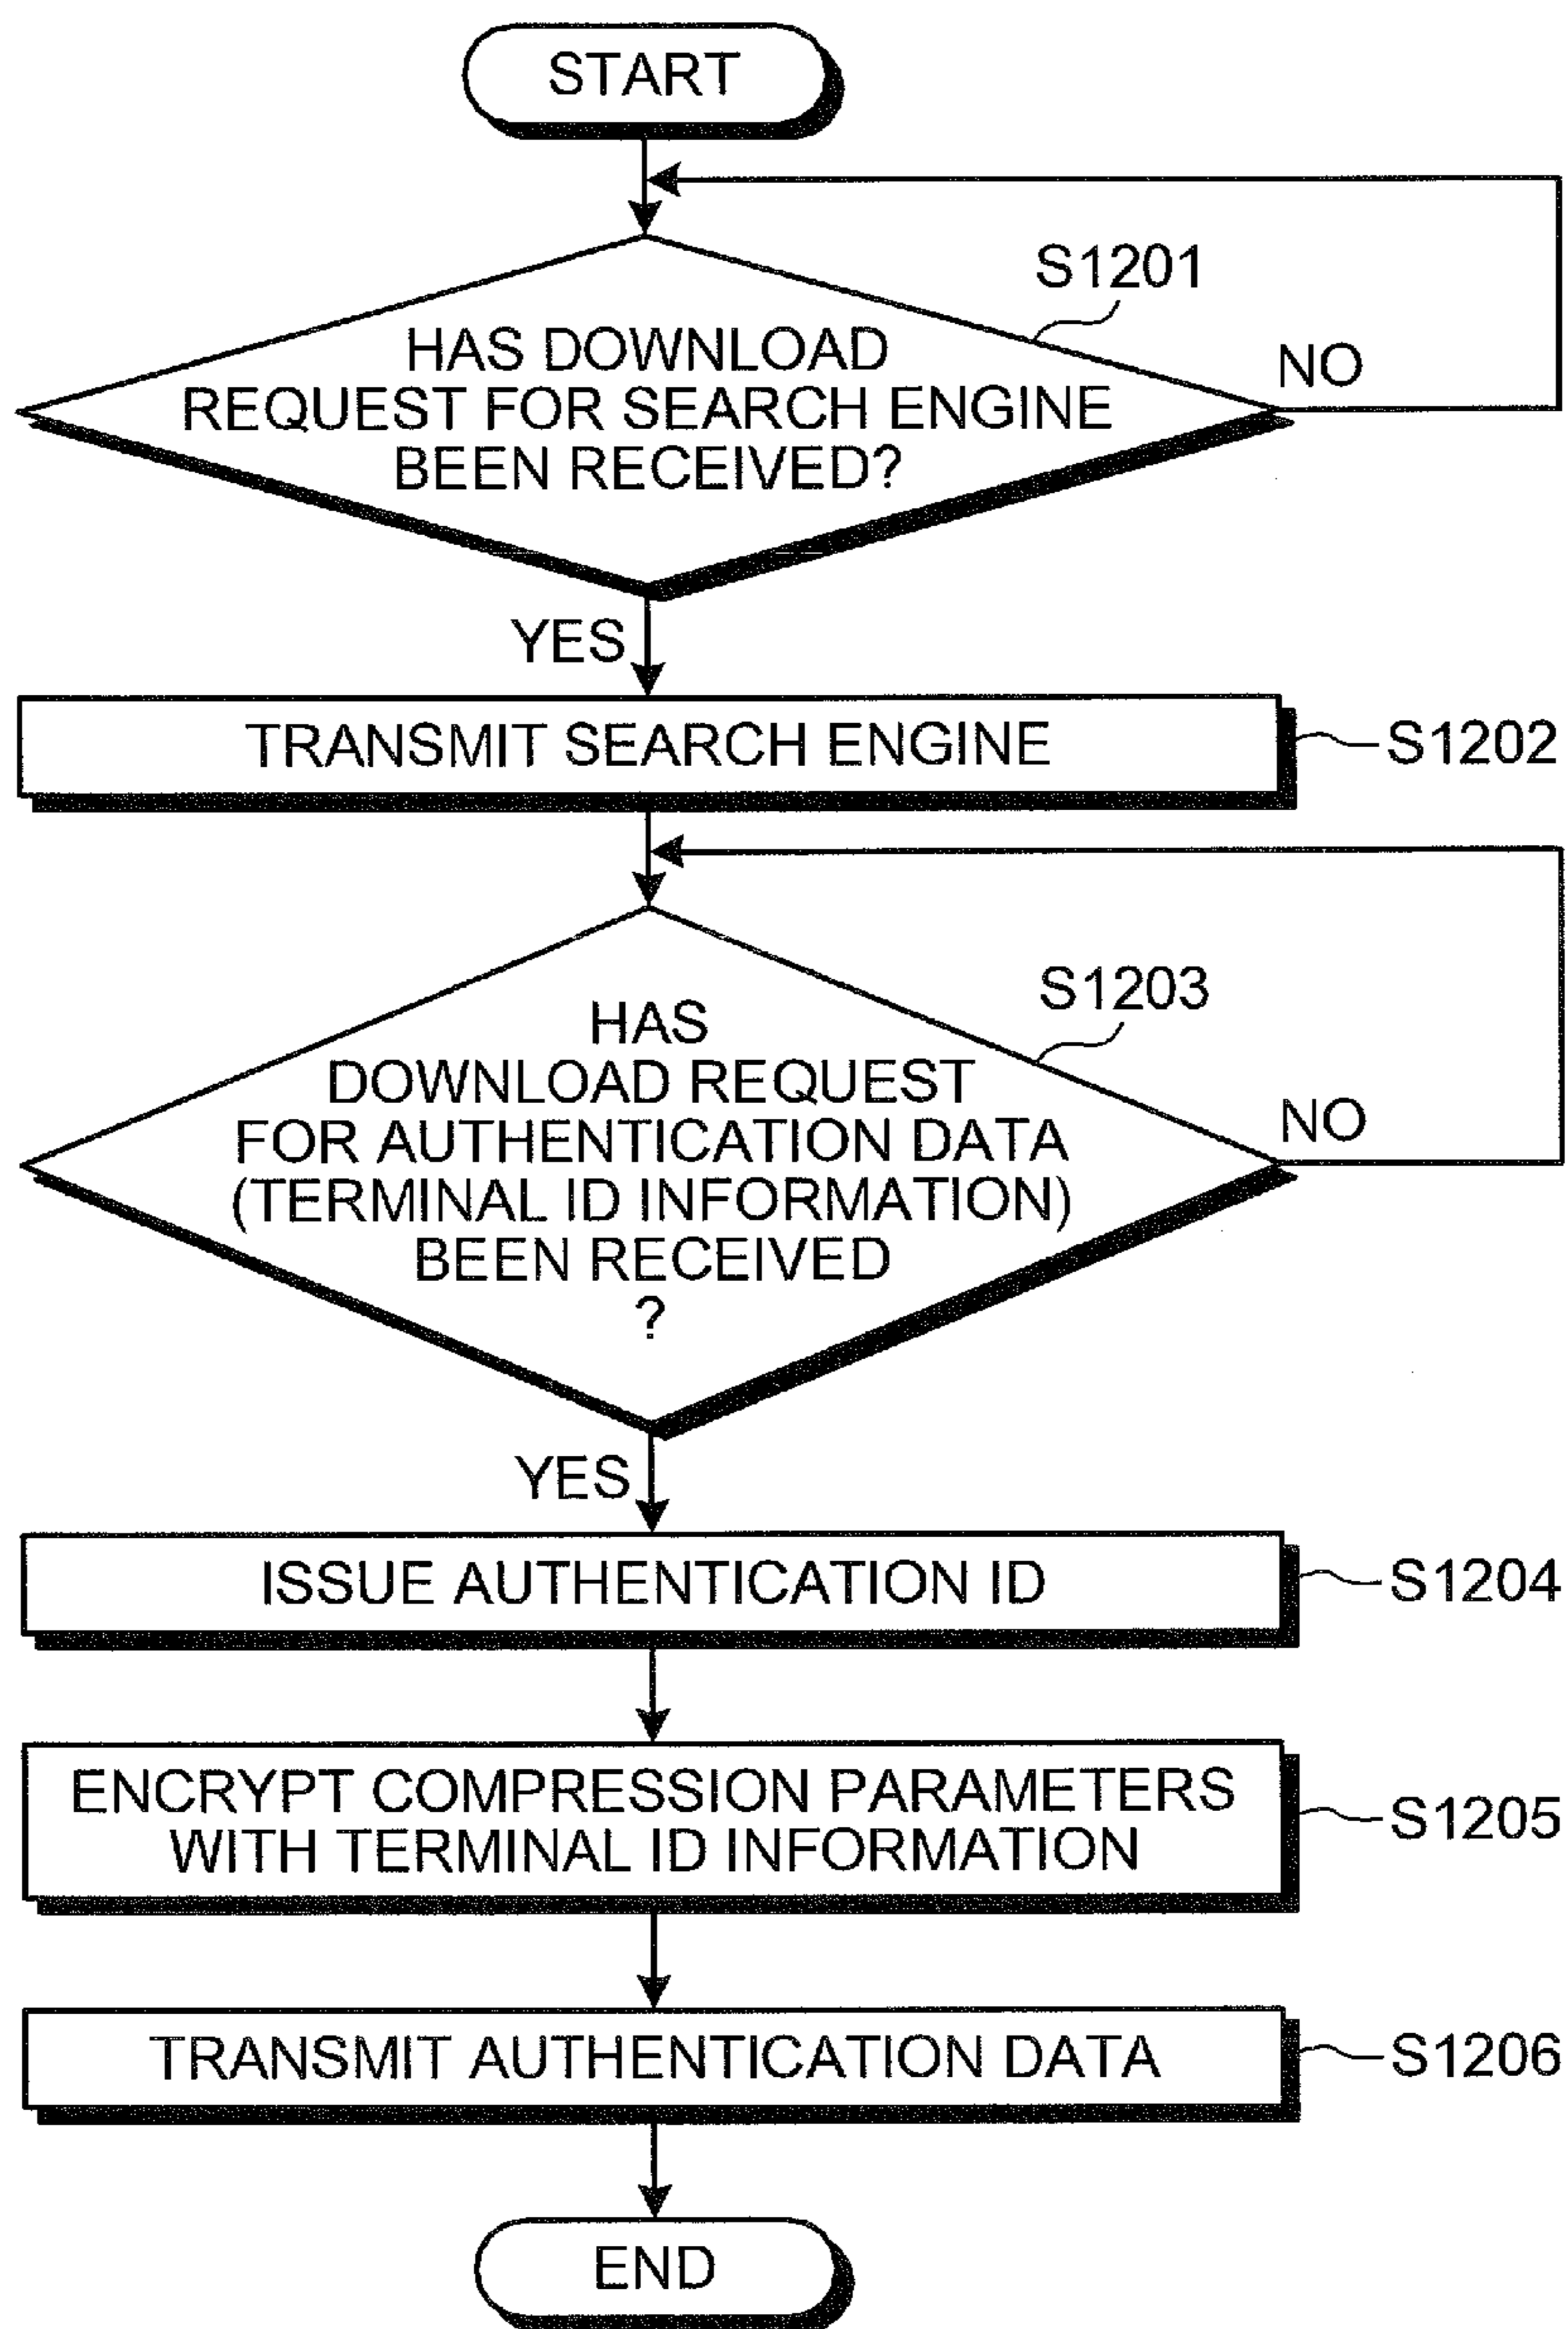 START
S1201
HAS DOWNLOAD
REQUEST FOR SEARCH ENGINE
BEEN RECEIVED?
NO
YES
TRANSMIT SEARCH ENGINE
S1202
S1203
HAS
DOWNLOAD REQUEST
FOR AUTHENTICATION DATA
(TERMINAL ID INFORMATION)
BEEN RECEIVED
?
NO
YES
ISSUE AUTHENTICATION ID
S1204
ENCRYPT COMPRESSION PARAMETERS
WITH TERMINAL ID INFORMATION
S1205
TRANSMIT AUTHENTICATION DATA
S1206
END